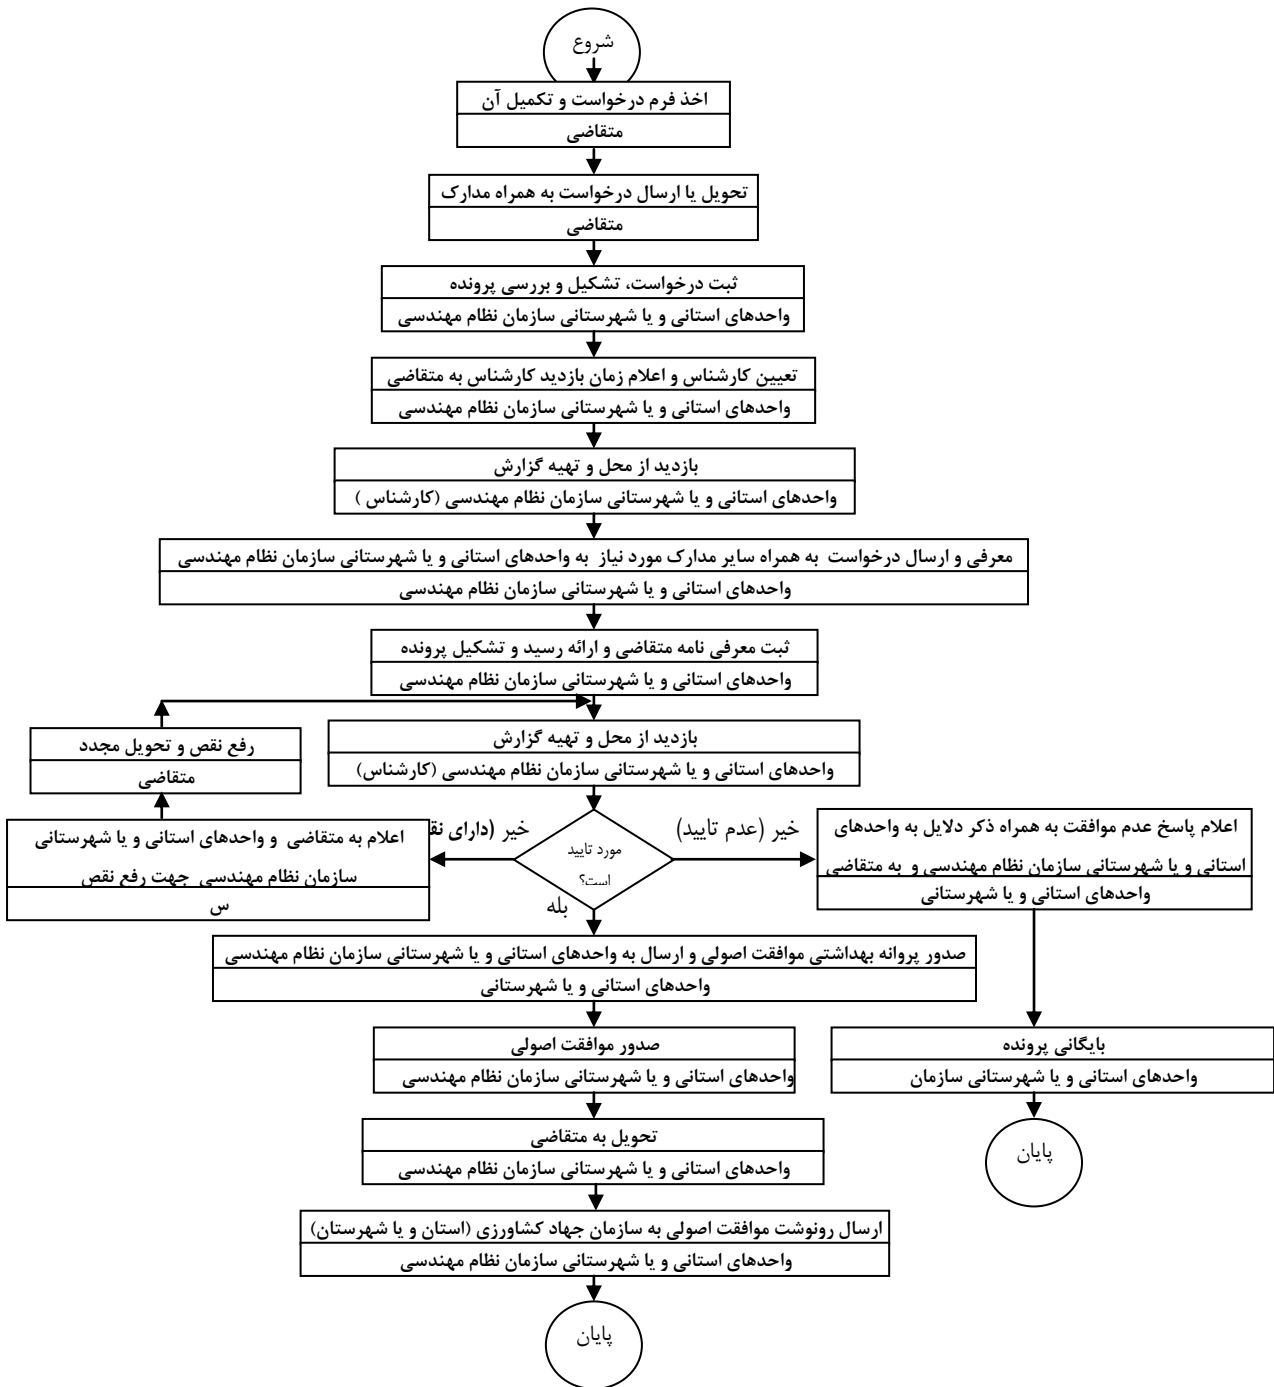 شروع
اخذ فرم درخواست و تکمیل آن
متقاضی
تحویل یا ارسال درخواست به همراه مدارک
متقاضی
ثبت درخواست، تشکیل و بررسی پرونده
واحدهای استانی و یا شهرستانی سازمان نظام مهندسی
تعیین کارشناس و اعلام زمان بازدید کارشناس به متقاضی
واحدهای استانی و یا شهرستانی سازمان نظام مهندسی
بازدید از محل و تهیه گزارش
واحدهای استانی و یا شهرستانی سازمان نظام مهندسی (کارشناس )
معرفی و ارسال درخواست به همراه سایر مدارک مورد نیاز به واحدهای استانی و یا شهرستانی سازمان نظام مهندسی
واحدهای استانی و یا شهرستانی سازمان نظام مهندسی
ثبت معرفی نامه متقاضی و ارائه رسید و تشکیل پرونده
واحدهای استانی و یا شهرستانی سازمان نظام مهندسی
بازدید از محل و تهیه گزارش
واحدهای استانی و یا شهرستانی سازمان نظام مهندسی (کارشناس)
رفع نقص و تحویل مجدد
متقاضی
مورد تایید
است؟
خیر (عدم تایید)
اعلام پاسخ عدم موافقت به همراه ذکر دلایل به واحدهای
استانی و یا شهرستانی سازمان نظام مهندسی و به متقاضی
واحدهای استانی و یا شهرستانی
خیر (دارای
اعلام به متقاضی و واحدهای استانی و یا شهرستانی
سازمان نظام مهندسی جهت رفع نقص
س
بله
صدور پروانه بهداشتی موافقت اصولی و ارسال به واحدهای استانی و یا شهرستانی سازمان نظام مهندسی
واحدهای استانی و یا شهرستانی
صدور موافقت اصولی
واحدهای استانی و یا شهرستانی سازمان نظام مهندسی
بایگانی پرونده
واحدهای استانی و یا شهرستانی سازمان
پایان
تحویل به متقاضی
واحدهای استانی و یا شهرستانی سازمان نظام مهندسی
ارسال رونوشت موافقت اصولی به سازمان جهاد کشاورزی (استان و یا شهرستان)
واحدهای استانی و یا شهرستانی سازمان نظام مهندسی
پایان